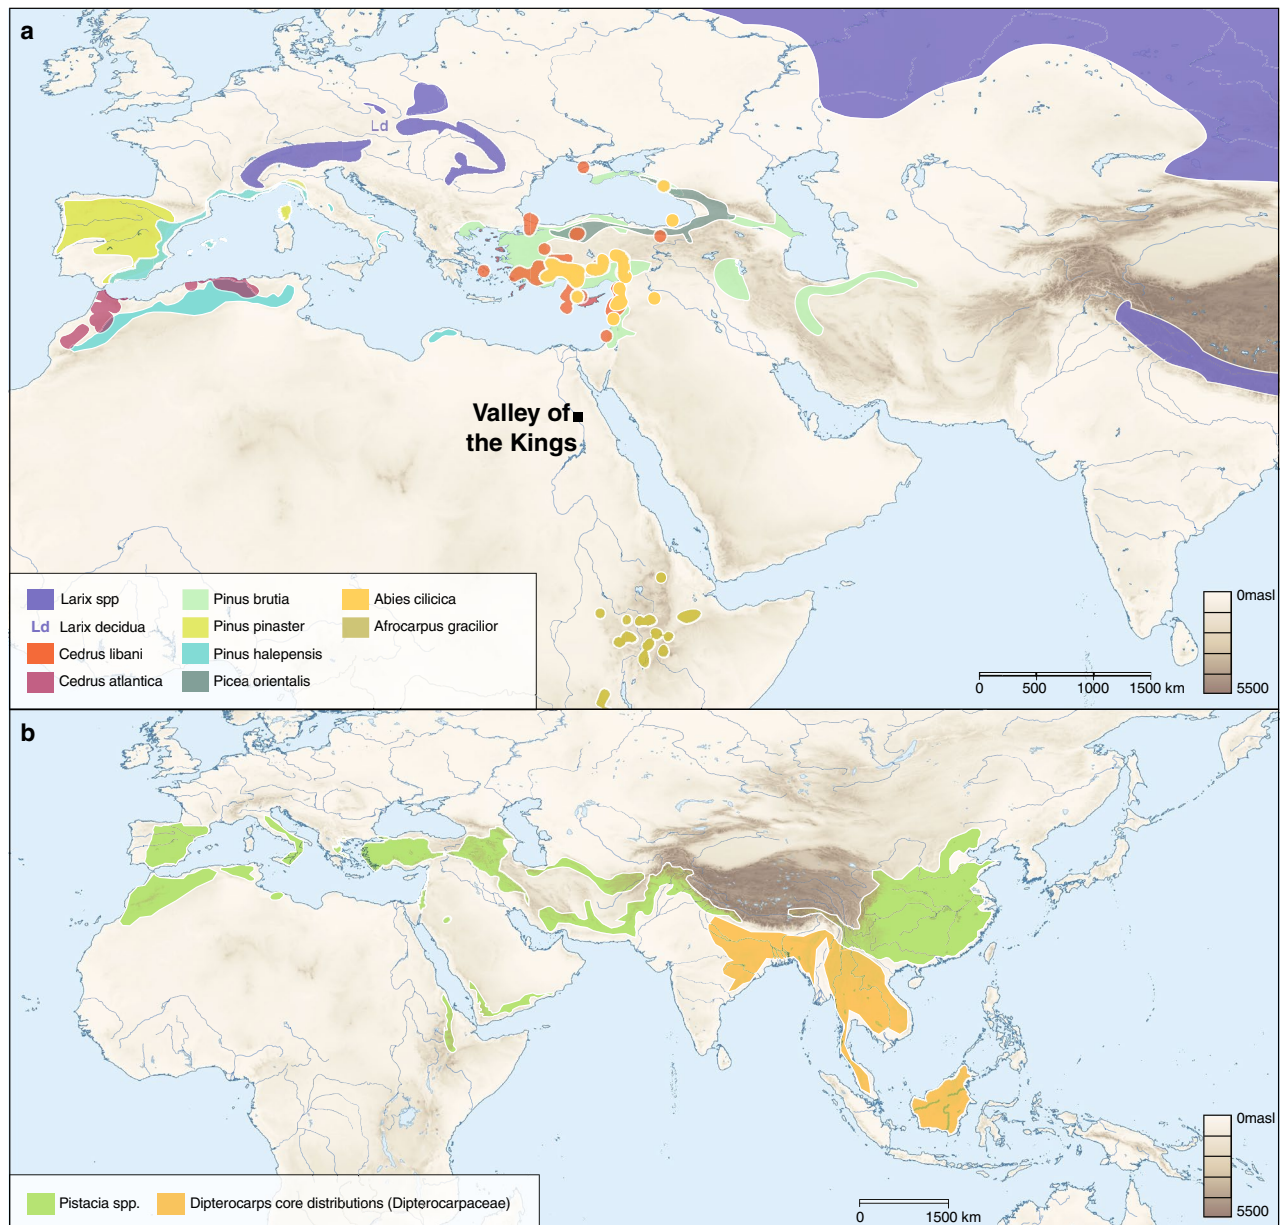 a
Ld
Valley of
the Kings
Larix spp
Ld Larix decidua
Cedrus libani
Cedrus atlantica
Pinus brutia
Pinus pinaster
Pinus halepensis
Picea orientalis
Abies cilicica
Afrocarpus gracilior
0masl
5500
0 500 1000 1500 km
b
Pistacia spp.
Dipterocarps core distributions (Dipterocarpaceae)
0masl
5500
0 1500 km